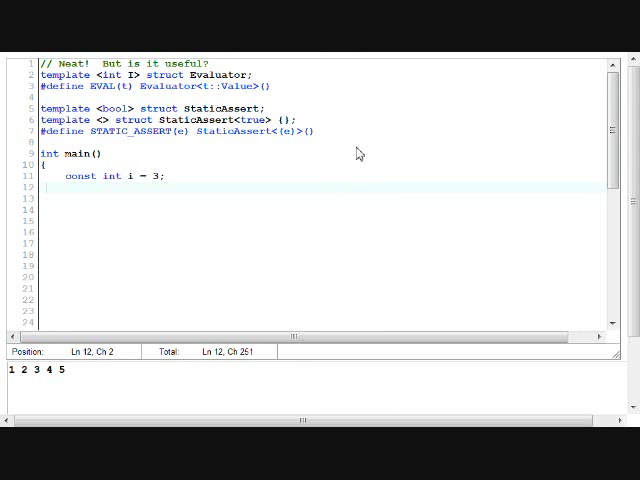 1 // Neat!  But is it useful?
2 template <int I> struct Evaluator;
3 #define EVAL(t) Evaluator<t::Value>()
4
5 template <bool> struct StaticAssert;
6 template <> struct StaticAssert<true> {};
7 #define STATIC_ASSERT(e) StaticAssert<(e)>()
8
9 int main()
10 {
11     const int i = 3;
12
13
14
15
16
17
18
19
20
21
22
23
24
Position: Ln 12, Ch 2 Total: Ln 12, Ch 251
1 2 3 4 5